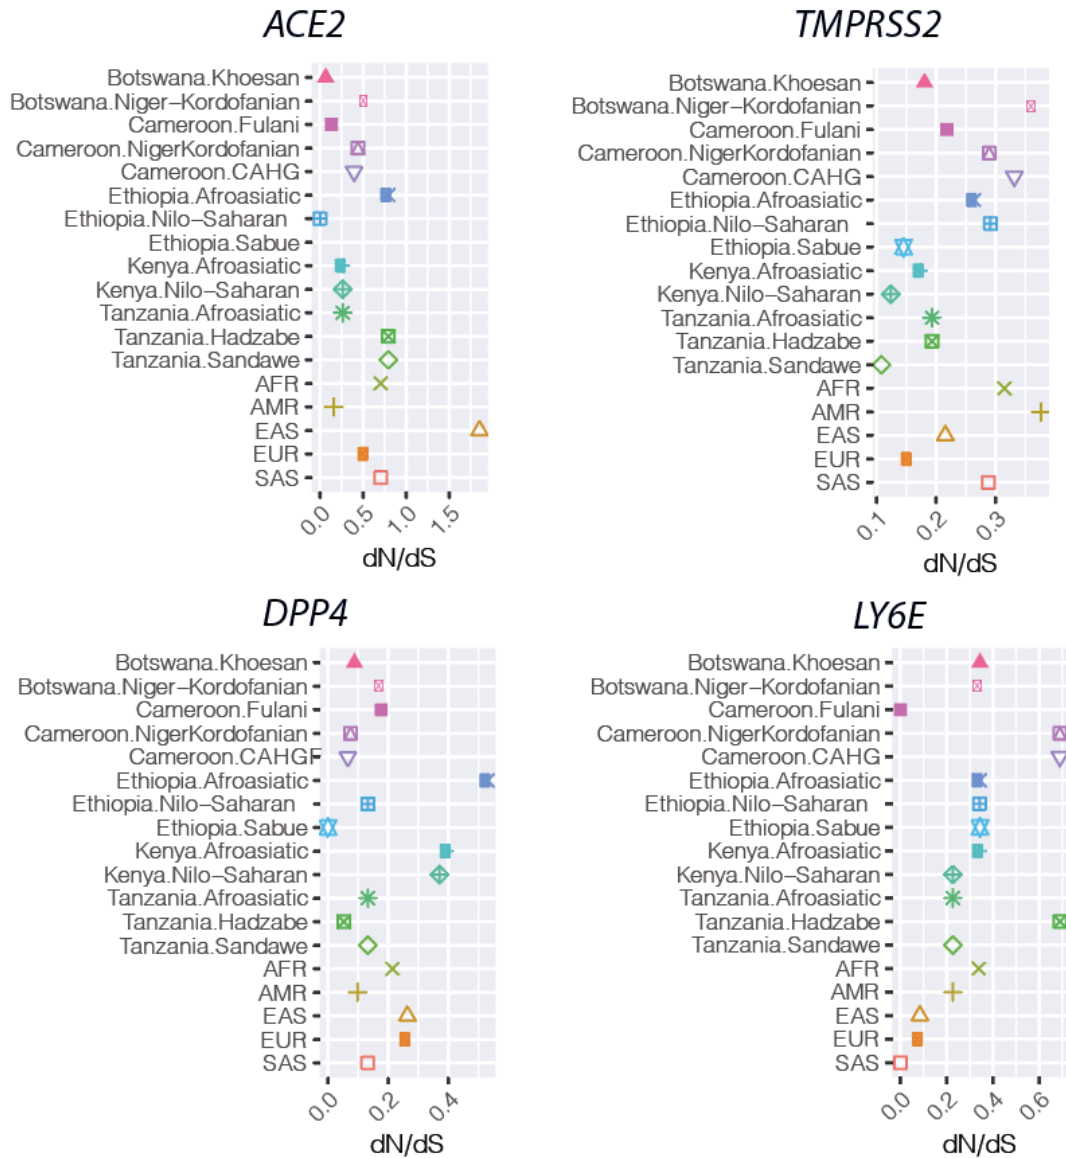 ACE2
Botswana.Khoesan
Botswana.Niger−Kordofanian
Cameroon.Fulani
Cameroon.NigerKordofanian
Cameroon.CAHG
Ethiopia.Afroasiatic
Ethiopia.Nilo−Saharan
Ethiopia.Sabue
Kenya.Afroasiatic
Kenya.Nilo−Saharan
Tanzania.Afroasiatic
Tanzania.Hadzabe
Tanzania.Sandawe
AFR
AMR
EAS
EUR
SAS
0.0 0.5 1.0 1.5
dN/dS
TMPRSS2
Botswana.Khoesan
Botswana.Niger−Kordofanian
Cameroon.Fulani
Cameroon.NigerKordofanian
Cameroon.CAHG
Ethiopia.Afroasiatic
Ethiopia.Nilo−Saharan
Ethiopia.Sabue
Kenya.Afroasiatic
Kenya.Nilo−Saharan
Tanzania.Afroasiatic
Tanzania.Hadzabe
Tanzania.Sandawe
AFR
AMR
EAS
EUR
SAS
0.1 0.2 0.3
dN/dS
DPP4
Botswana.Khoesan
Botswana.Niger−Kordofanian
Cameroon.Fulani
Cameroon.NigerKordofanian
Cameroon.CAHGF
Ethiopia.Afroasiatic
Ethiopia.Nilo−Saharan
Ethiopia.Sabue
Kenya.Afroasiatic
Kenya.Nilo−Saharan
Tanzania.Afroasiatic
Tanzania.Hadzabe
Tanzania.Sandawe
AFR
AMR
EAS
EUR
SAS
0.0 0.2 0.4
dN/dS
LY6E
Botswana.Khoesan
Botswana.Niger−Kordofanian
Cameroon.Fulani
Cameroon.NigerKordofanian
Cameroon.CAHG
Ethiopia.Afroasiatic
Ethiopia.Nilo−Saharan
Ethiopia.Sabue
Kenya.Afroasiatic
Kenya.Nilo−Saharan
Tanzania.Afroasiatic
Tanzania.Hadzabe
Tanzania.Sandawe
AFR
AMR
EAS
EUR
SAS
0.0 0.2 0.4 0.6
dN/dS